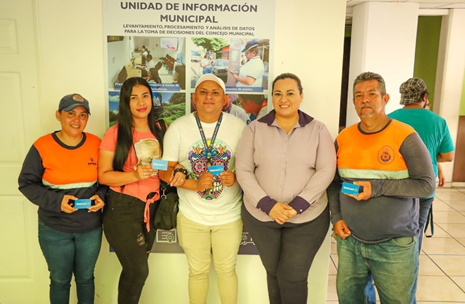 UNIDAD DE INFORMACIÓN
MUNICIPAL
LEVANTAMIENTO, PROCESAMIENTO Y ANÁLISIS DE DATOS
PARA LA TOMA DE DECISIONES DEL CONCEJO MUNICIPAL